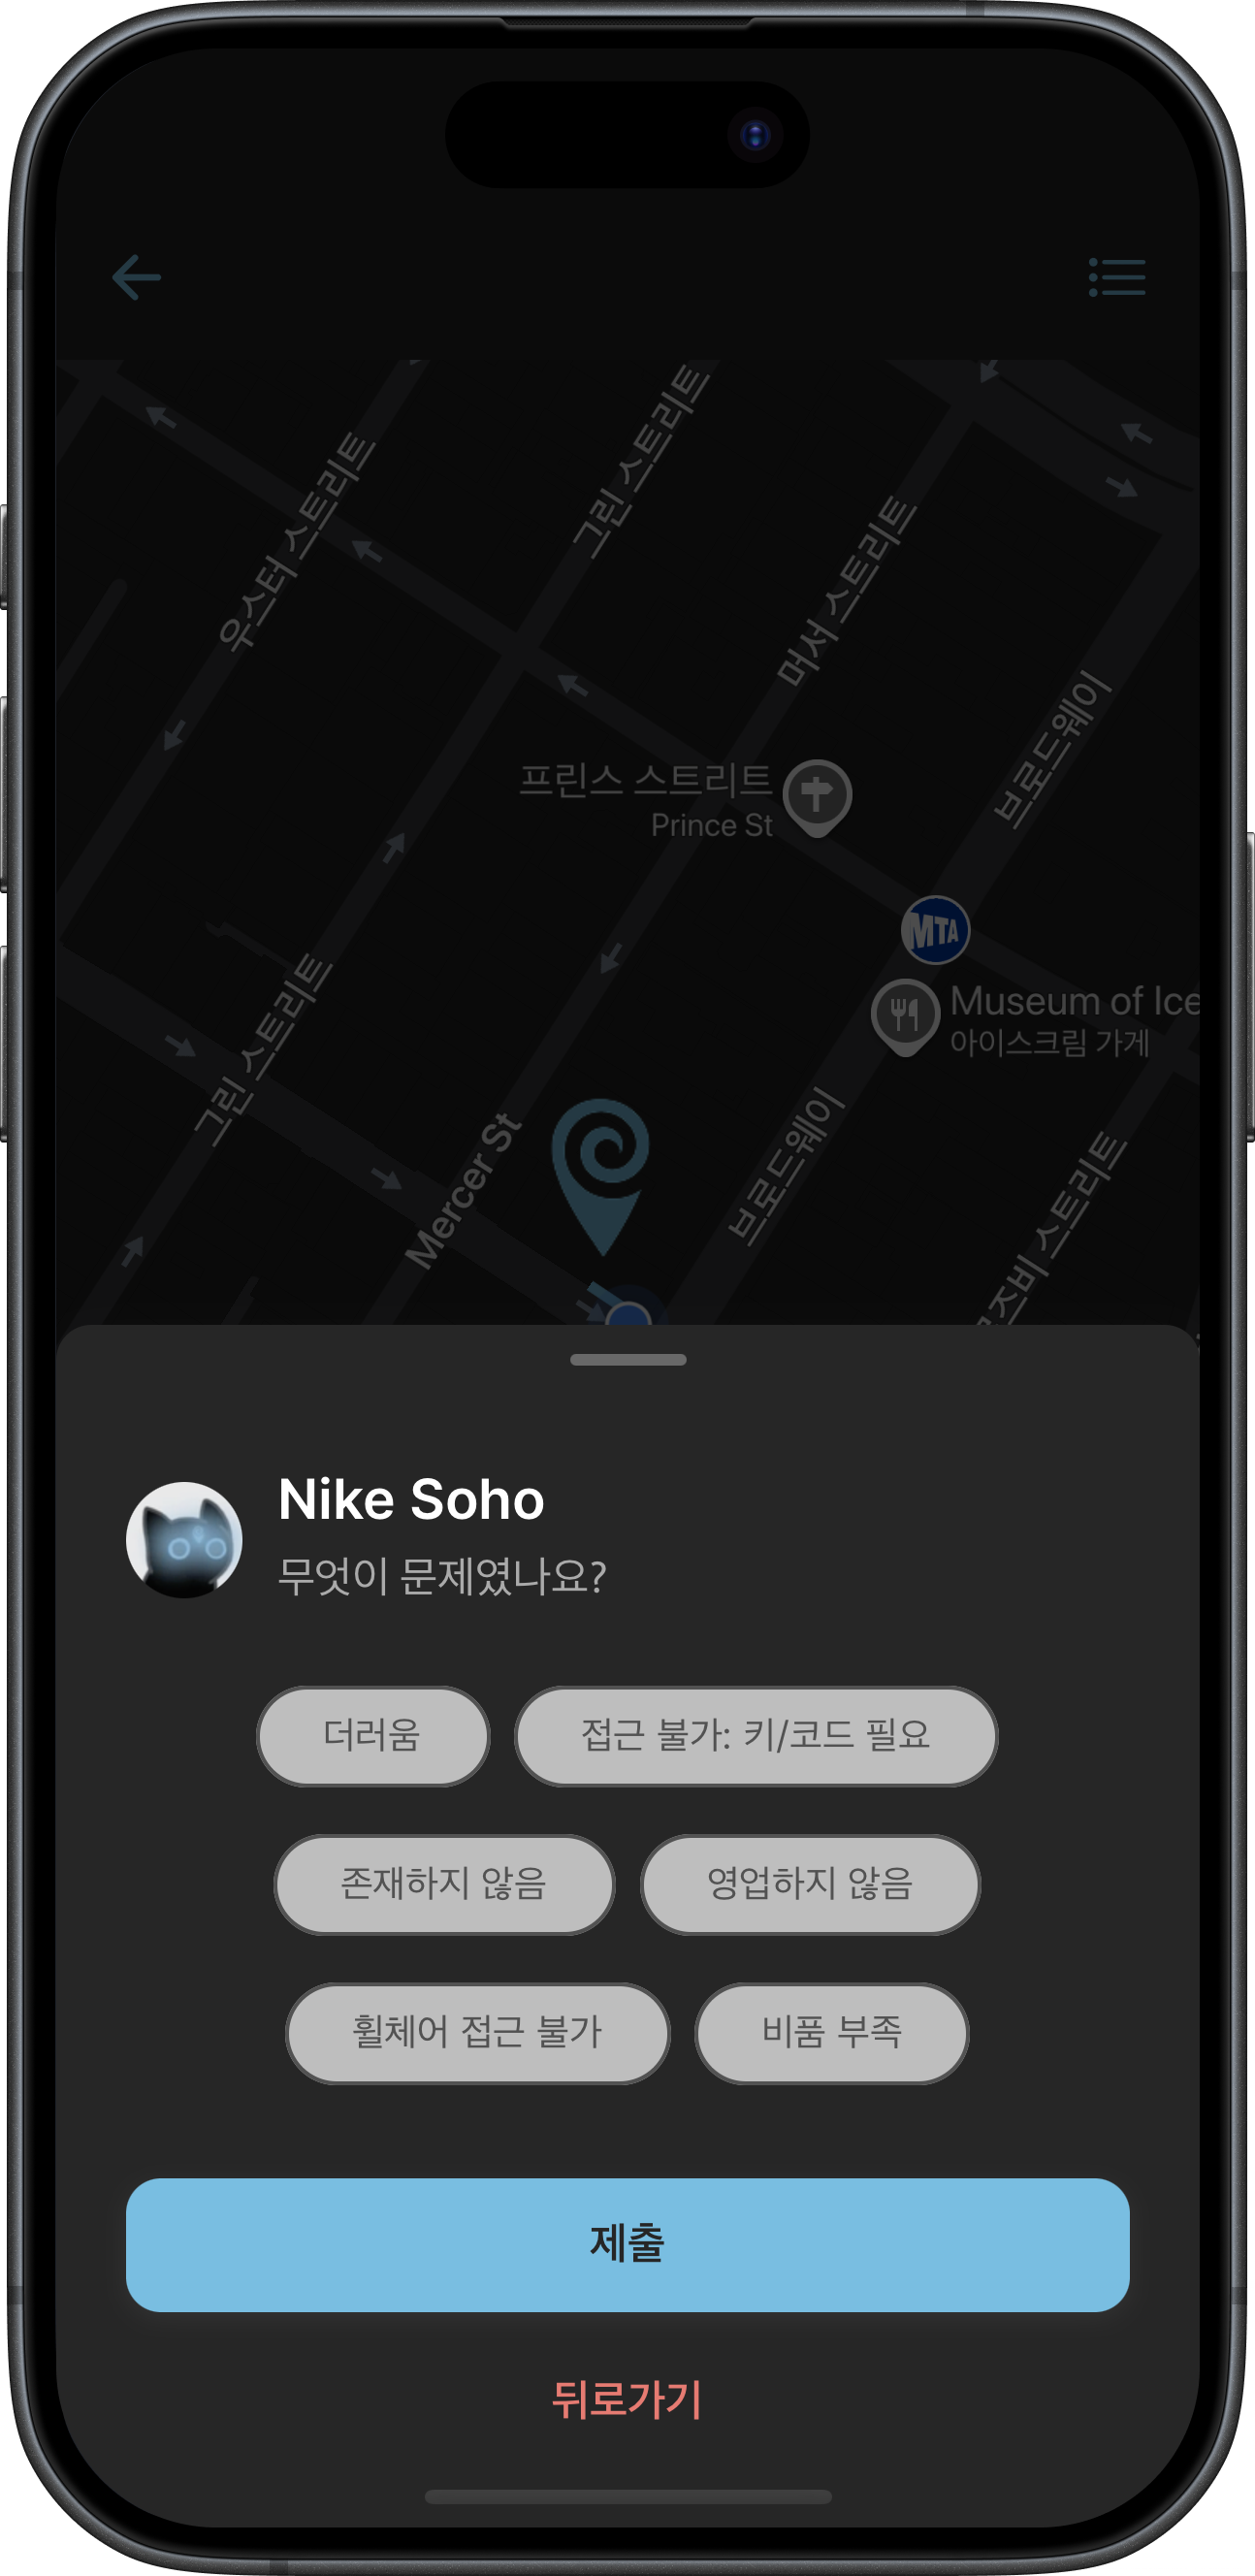 우스터 스트리트
그린 스트리트
머서 스트리트
브로드웨이
프린스 스트리트
Prince St
MTA
Museum of Ice
아이스크림 가게
그린 스트리트
Mercer St
브로드웨이
즈비 스트리트
Nike Soho
무엇이 문제였나요?
더러움
접근 불가: 키/코드 필요
존재하지 않음
영업하지 않음
휠체어 접근 불가
비품 부족
제출
뒤로가기